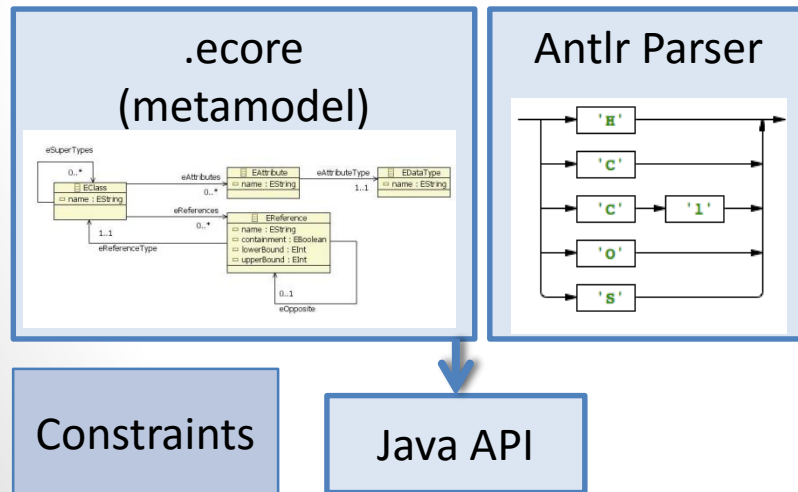 .ecore
(metamodel)
eSuperTypes
0..*
EClass
name : EString
eAttributes
0..*
EAttribute
name : EString
eAttributeType
1..1
EDataType
name : EString
eReferences
0..*
1..1
eReferenceType
EReference
name : EString
containment : EBoolean
lowerBound : EInt
upperBound : EInt
0..1
eOpposite
Antlr Parser
'H'
'C'
'C' 'l'
'O'
'S'
Constraints
Java API